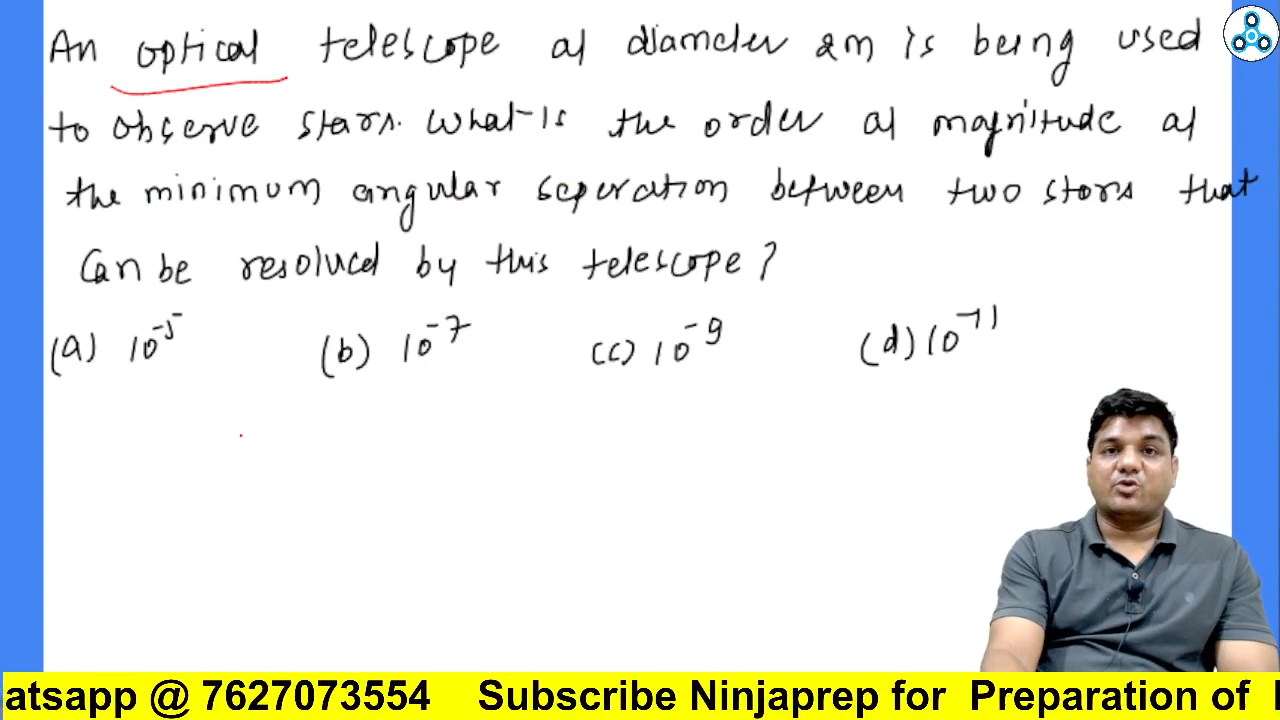 An optical telescope of diameter 2m is being used
to observe stars. What is the order of magnitude of
the minimum angular seperation between two stars that
can be resolved by this telescope?
(a) 10^-5 (b) 10^-7 (c) 10^-9 (d) 10^-11
atsapp @ 7627073554 Subscribe Ninjaprep for Preparation of